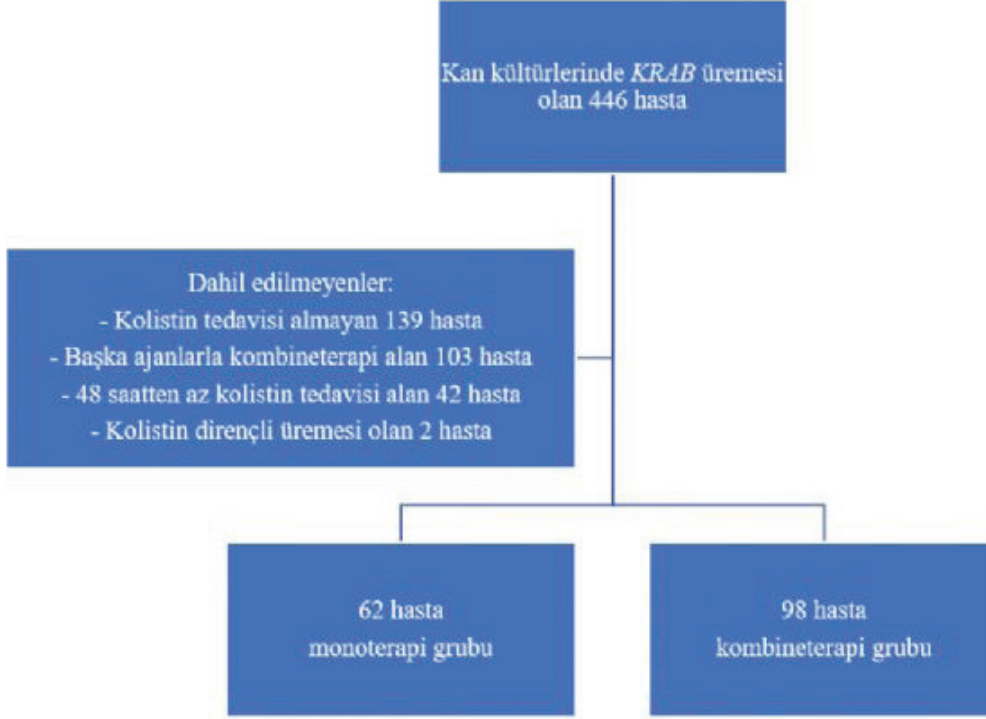 Kan kültürlerinde KRAB üremesi
olan 446 hasta
Dahil edilmeyenler:
- Kolistin tedavisi almayan 139 hasta
- Başka ajanlarla kombineterapi alan 103 hasta
- 48 saatten az kolistin tedavisi alan 42 hasta
- Kolistin dirençli üremesi olan 2 hasta
62 hasta
monoterapi grubu
98 hasta
kombineterapi grubu